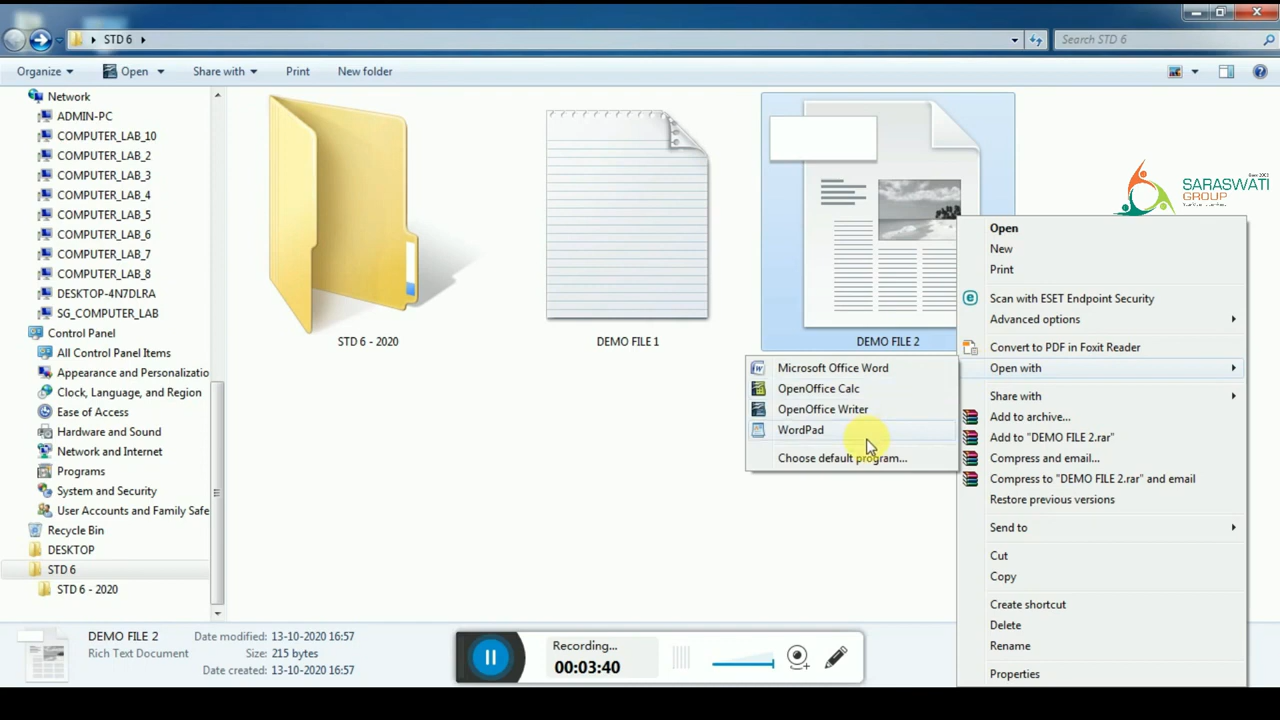 STD 6
Search STD 6
Organize
Open
Share with
Print
New folder
Network
ADMIN-PC
COMPUTER_LAB_10
COMPUTER_LAB_2
COMPUTER_LAB_3
COMPUTER_LAB_4
COMPUTER_LAB_5
COMPUTER_LAB_6
COMPUTER_LAB_7
COMPUTER_LAB_8
DESKTOP-4N7DLRA
SG_COMPUTER_LAB
Control Panel
All Control Panel Items
Appearance and Personalizatio
Clock, Language, and Region
Ease of Access
Hardware and Sound
Network and Internet
Programs
System and Security
User Accounts and Family Safe
Recycle Bin
DESKTOP
STD 6
STD 6 - 2020
STD 6 - 2020
DEMO FILE 1
DEMO FILE 2
SARASWATI
GROUP
Open
New
Print
Scan with ESET Endpoint Security
Advanced options
Convert to PDF in Foxit Reader
Open with
Share with
Add to archive...
Add to "DEMO FILE 2.rar"
Compress and email...
Compress to "DEMO FILE 2.rar" and email
Restore previous versions
Send to
Cut
Copy
Create shortcut
Delete
Rename
Properties
Microsoft Office Word
OpenOffice Calc
OpenOffice Writer
WordPad
Choose default program...
DEMO FILE 2
Rich Text Document
Date modified: 13-10-2020 16:57
Size: 215 bytes
Date created: 13-10-2020 16:57
Recording...
00:03:40